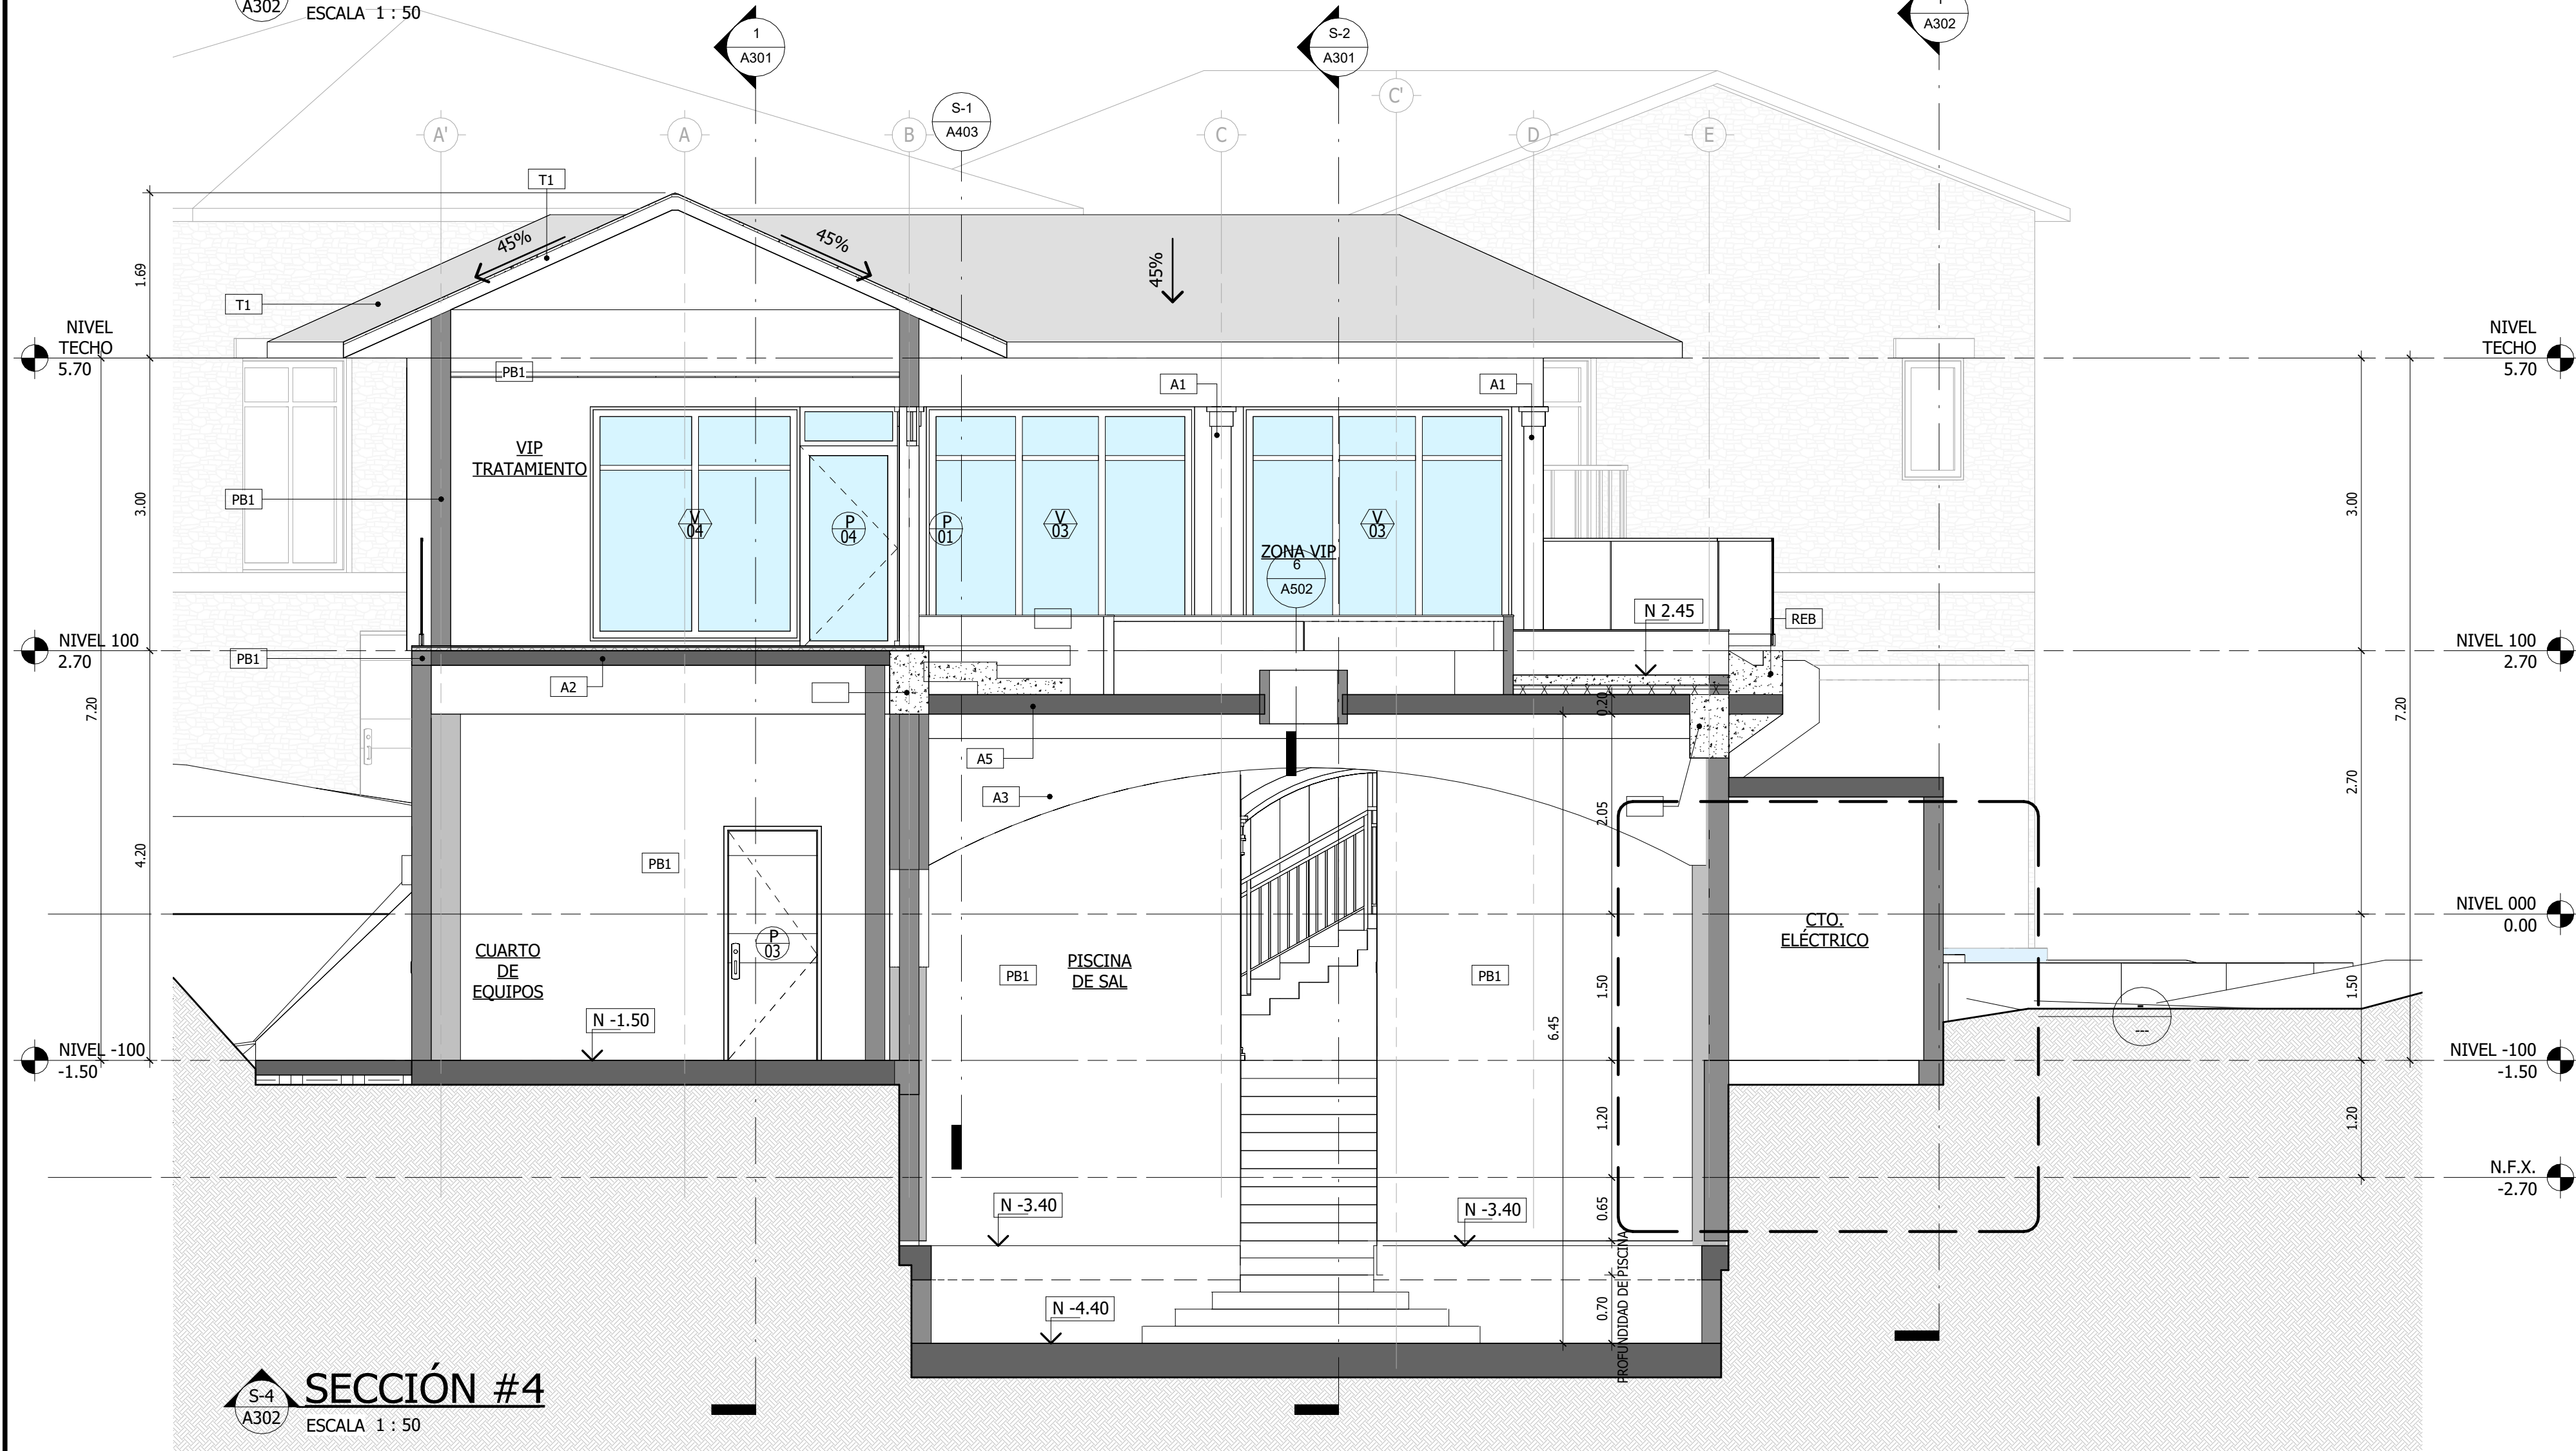 A302
ESCALA 1 : 50
1
A301
S-2
A301
A302
S-1
A403
A'
A
B
C
C'
D
E
T1
T1
45%
45%
45%
1.69
NIVEL
TECHO
5.70
NIVEL
TECHO
5.70
PB1
A1
A1
VIP
TRATAMIENTO
PB1
3.00
3.00
V
04
P
04
P
01
V
03
V
03
ZONA VIP
6
A502
N 2.45
REB
NIVEL 100
2.70
NIVEL 100
2.70
PB1
A2
7.20
7.20
0.20
A5
A3
2.05
2.70
4.20
PB1
P
03
CUARTO
DE
EQUIPOS
PB1
PISCINA
DE SAL
PB1
CTO.
ELÉCTRICO
NIVEL 000
0.00
N -1.50
6.45
1.50
1.50
-
---
NIVEL -100
-1.50
NIVEL -100
-1.50
1.20
1.20
N.F.X.
-2.70
N -3.40
N -3.40
0.65
N -4.40
0.70
PROFUNDIDAD DE PISCINA
S-4
A302
SECCIÓN #4
ESCALA 1 : 50